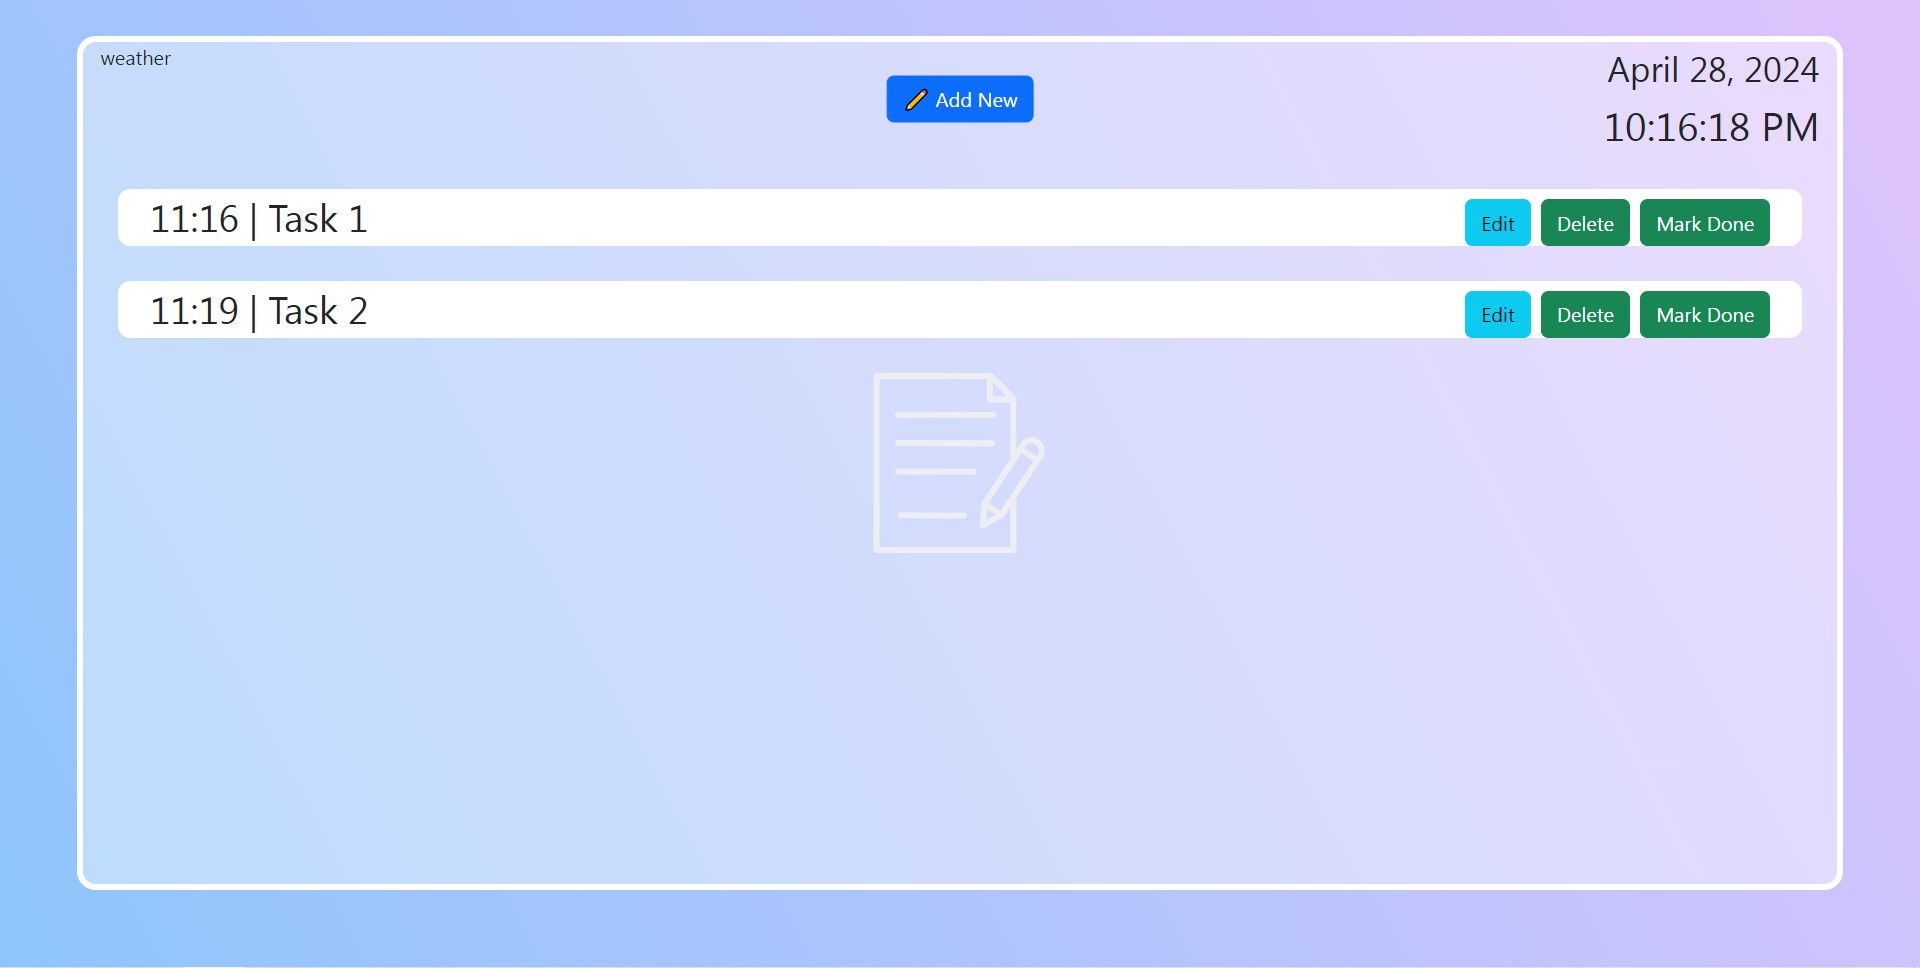 weather
April 28, 2024
Add New
10:16:18 PM
11:16 | Task 1 Edit Delete Mark Done
11:19 | Task 2 Edit Delete Mark Done